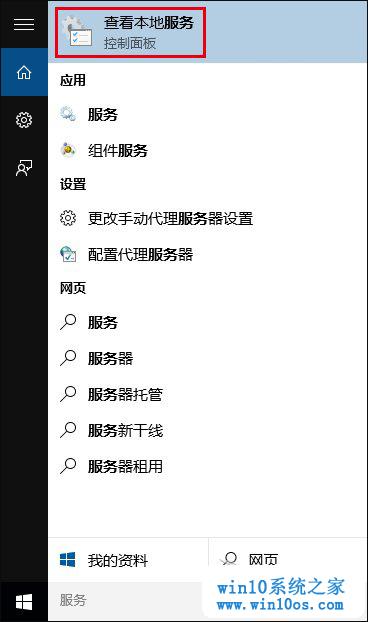 查看本地服务
控制面板
应用
服务
组件服务
设置
更改手动代理服务器设置
配置代理服务器
网页
服务
服务器
服务器托管
服务新干线
服务器租用
我的资料
网页
服务
win10系统之家
www.win10os.com